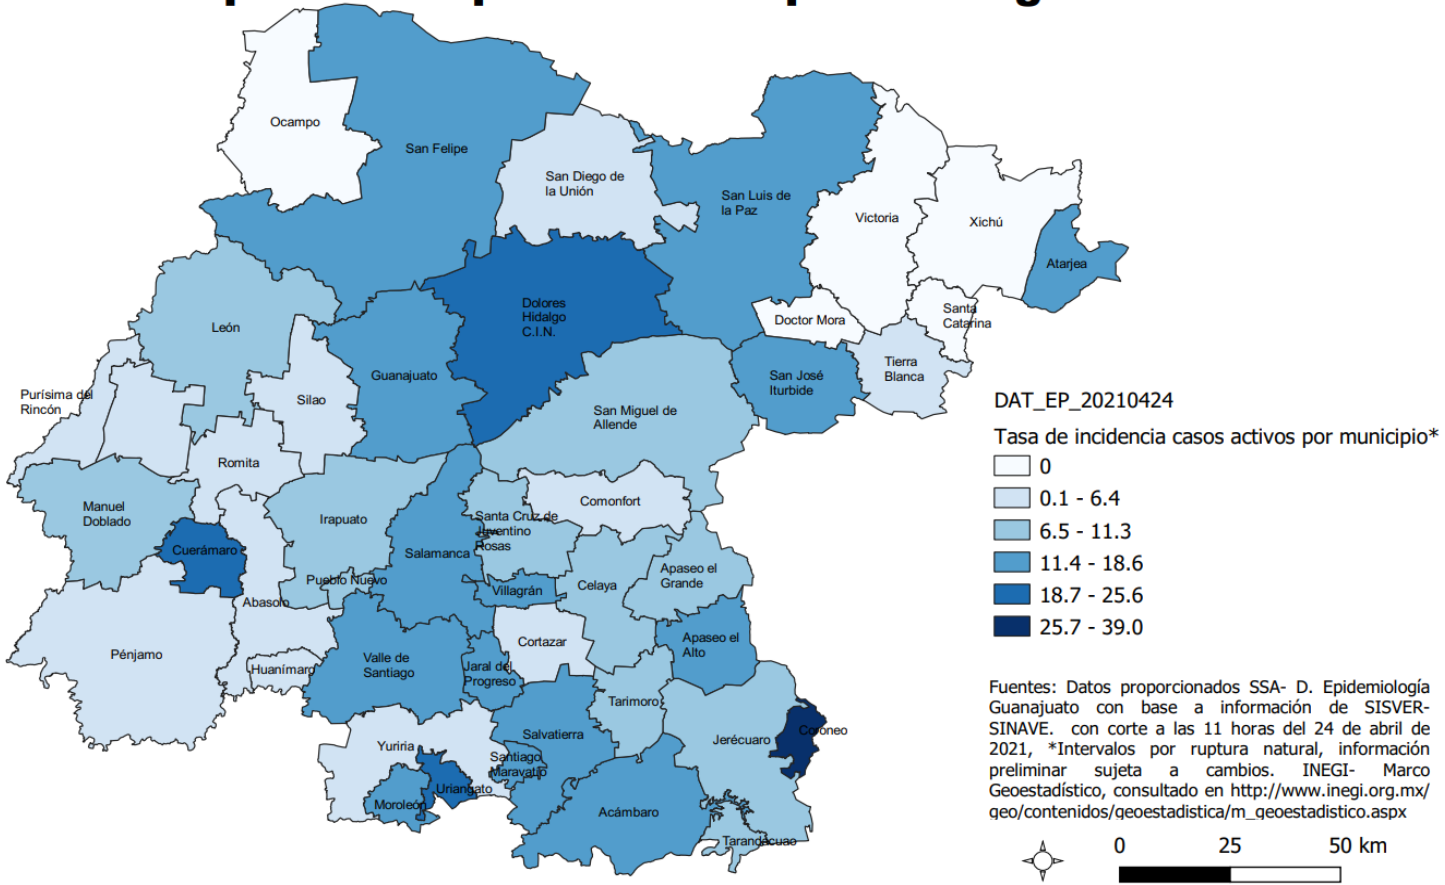 Ocampo
San Felipe
San Diego de
la Unión
San Luis de
la Paz
Victoria
Xichú
Atarjea
Dolores
Hidalgo
C.I.N.
León
Doctor Mora
Santa
Catarina
Guanajuato
San José
Iturbide
Tierra
Blanca
Purísima del
Rincón
Silao
San Miguel de
Allende
Romita
Manuel
Doblado
Irapuato
Comonfort
Santa Cruz de
Juventino
Rosas
Cuerámaro
Salamanca
Pueblo Nuevo
Villagrán
Celaya
Apaseo el
Grande
Abasolo
Pénjamo
Huanímaro
Valle de
Santiago
Jaral del
Progreso
Cortazar
Apaseo el
Alto
Tarimoro
Yuriria
Salvatierra
Jerécuaro
Coroneo
Santiago
Maravatío
Uriangato
Moroleón
Acámbaro
Tarandacuao
DAT_EP_20210424
Tasa de incidencia casos activos por municipio*
0
0.1 - 6.4
6.5 - 11.3
11.4 - 18.6
18.7 - 25.6
25.7 - 39.0
Fuentes: Datos proporcionados SSA- D. Epidemiología
Guanajuato con base a información de SISVER-
SINAVE. con corte a las 11 horas del 24 de abril de
2021, *Intervalos por ruptura natural, información
preliminar sujeta a cambios. INEGI- Marco
Geoestadístico, consultado en http://www.inegi.org.mx/
geo/contenidos/geoestadistica/m_geoestadistico.aspx
0 25 50 km